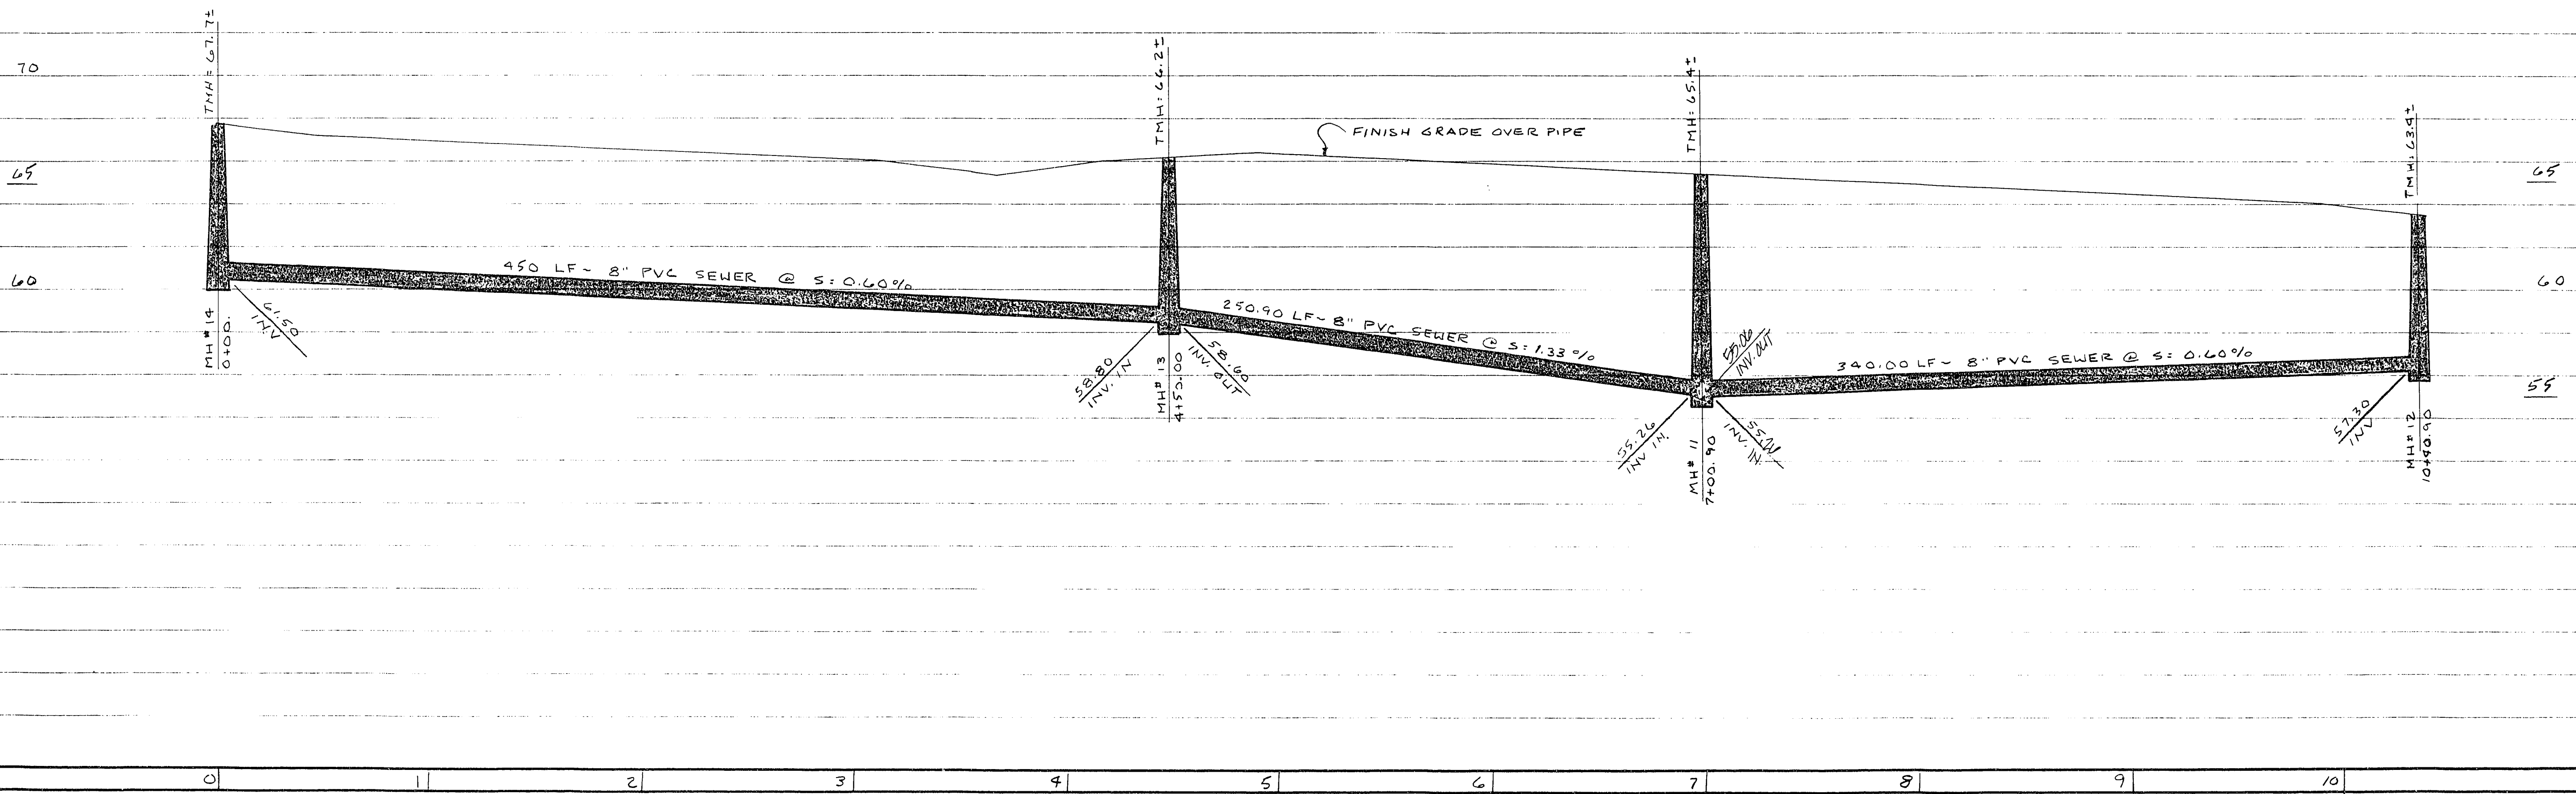 TMH = 67.7±
TMH: 66.2±
TMH: 65.4±
TMH: 63.4±
70
FINISH GRADE OVER PIPE
65
65
60
60
450 LF ~ 8" PVC SEWER @ S: 0.60%
250.90 LF ~ 8" PVC SEWER @ S: 1.33%
340.00 LF ~ 8" PVC SEWER @ S: 0.60%
61.50
INV
MH# 14
0+00.
58.80
INV. IN
MH# 13
4+50.00
58.60
INV. OUT
55.06
INV. OUT
55
55.26
INV IN.
MH# 11
7+00.90
55.26
INV. IN.
57.30
INV
MH# 12
10+40.90
0 1 2 3 4 5 6 7 8 9 10